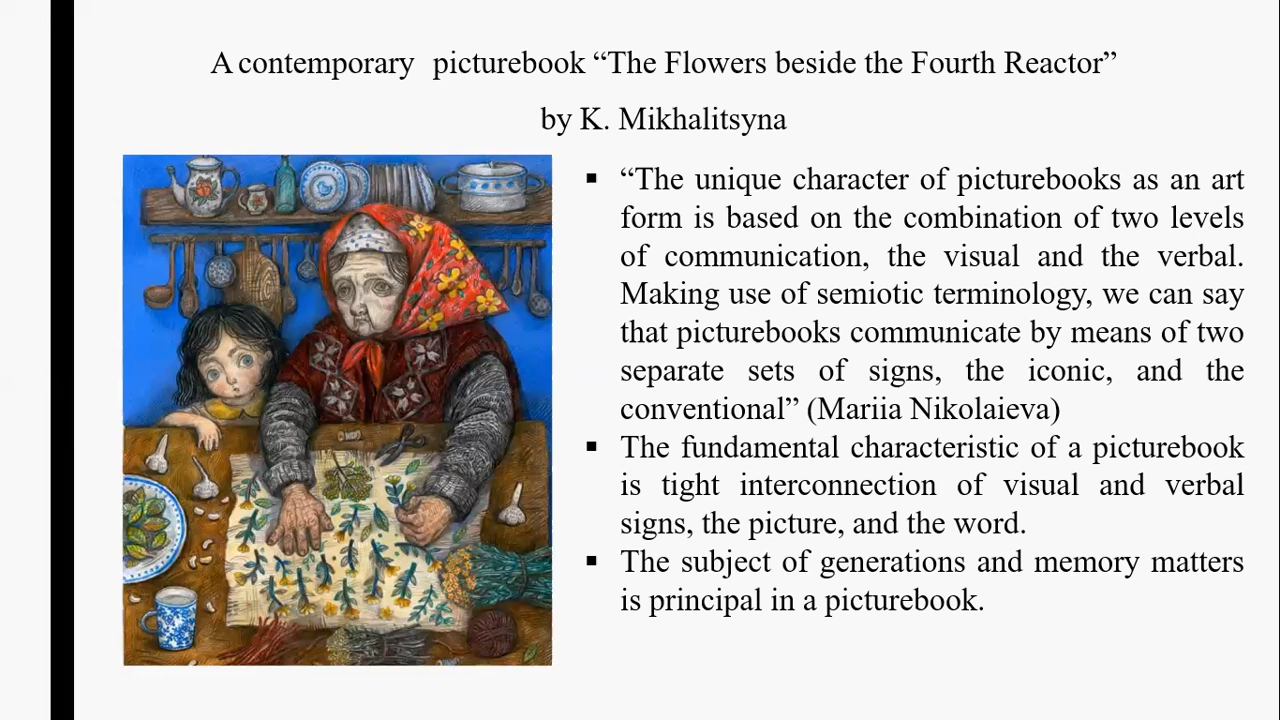 A contemporary picturebook “The Flowers beside the Fourth Reactor”
by K. Mikhalitsyna
▪ “The unique character of picturebooks as an art
form is based on the combination of two levels
of communication, the visual and the verbal.
Making use of semiotic terminology, we can say
that picturebooks communicate by means of two
separate sets of signs, the iconic, and the
conventional” (Mariia Nikolaieva)
▪ The fundamental characteristic of a picturebook
is tight interconnection of visual and verbal
signs, the picture, and the word.
▪ The subject of generations and memory matters
is principal in a picturebook.